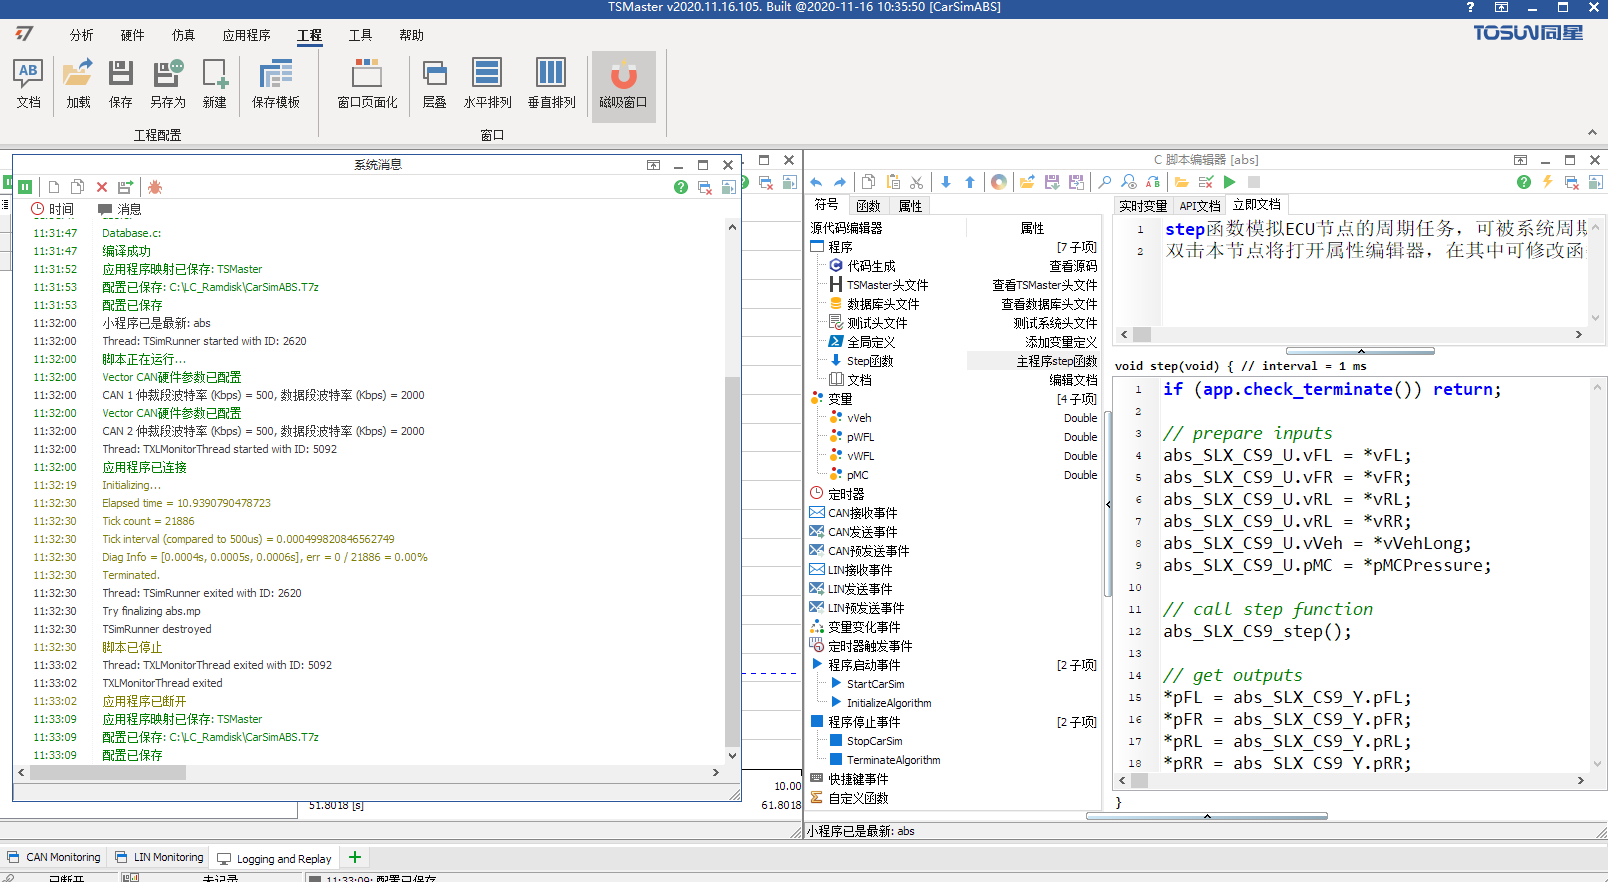 TSMaster v2020.11.16.105. Built @2020-11-16 10:35:50 [CarSimABS]
分析 硬件 仿真 应用程序 工程 工具 帮助
TOSUN同星
文档 加载 保存 另存为 新建 保存模板 窗口页面化 层叠 水平排列 垂直排列 磁吸窗口
工程配置 窗口
系统消息
时间 消息
11:31:47 Database.c:
11:31:47 编译成功
11:31:52 应用程序映射已保存: TSMaster
11:31:53 配置已保存: C:\LC_Ramdisk\CarSimABS.T7z
11:31:53 配置已保存
11:32:00 小程序已是最新: abs
11:32:00 Thread: TSimRunner started with ID: 2620
11:32:00 脚本正在运行...
11:32:00 Vector CAN硬件参数已配置
11:32:00 CAN 1 仲裁段波特率 (Kbps) = 500, 数据段波特率 (Kbps) = 2000
11:32:00 Vector CAN硬件参数已配置
11:32:00 CAN 2 仲裁段波特率 (Kbps) = 500, 数据段波特率 (Kbps) = 2000
11:32:00 Thread: TXLMonitorThread started with ID: 5092
11:32:00 应用程序已连接
11:32:19 Initializing...
11:32:30 Elapsed time = 10.9390790478723
11:32:30 Tick count = 21886
11:32:30 Tick interval (compared to 500us) = 0.000499820846562749
11:32:30 Diag Info = [0.0004s, 0.0005s, 0.0006s], err = 0 / 21886 = 0.00%
11:32:30 Terminated.
11:32:30 Thread: TSimRunner exited with ID: 2620
11:32:30 Try finalizing abs.mp
11:32:30 TSimRunner destroyed
11:32:30 脚本已停止
11:33:02 Thread: TXLMonitorThread exited with ID: 5092
11:33:02 TXLMonitorThread exited
11:33:02 应用程序已断开
11:33:09 应用程序映射已保存: TSMaster
11:33:09 配置已保存: C:\LC_Ramdisk\CarSimABS.T7z
11:33:09 配置已保存
10.00
51.8018 [s] 61.8018
C 脚本编辑器 [abs]
符号 函数 属性
源代码编辑器 属性
程序 [7 子项]
代码生成 查看源码
TSMaster头文件 查看TSMaster头文件
数据库头文件 查看数据库头文件
测试头文件 测试系统头文件
全局定义 添加变量定义
Step函数 主程序step函数
文档 编辑文档
变量 [4 子项]
vVeh Double
pWFL Double
vWFL Double
pMC Double
定时器
CAN接收事件
CAN发送事件
CAN预发送事件
LIN接收事件
LIN发送事件
LIN预发送事件
变量变化事件
定时器触发事件
程序启动事件 [2 子项]
StartCarSim
InitializeAlgorithm
程序停止事件 [2 子项]
StopCarSim
TerminateAlgorithm
快捷键事件
自定义函数
实时变量 API文档 立即文档
1 step函数模拟ECU节点的周期任务，可被系统周期
2 双击本节点将打开属性编辑器，在其中可修改函
void step(void) { // interval = 1 ms
1 if (app.check_terminate()) return;
2
3 // prepare inputs
4 abs_SLX_CS9_U.vFL = *vFL;
5 abs_SLX_CS9_U.vFR = *vFR;
6 abs_SLX_CS9_U.vRL = *vRL;
7 abs_SLX_CS9_U.vRL = *vRR;
8 abs_SLX_CS9_U.vVeh = *vVehLong;
9 abs_SLX_CS9_U.pMC = *pMCPressure;
10
11 // call step function
12 abs_SLX_CS9_step();
13
14 // get outputs
15 *pFL = abs_SLX_CS9_Y.pFL;
16 *pFR = abs_SLX_CS9_Y.pFR;
17 *pRL = abs_SLX_CS9_Y.pRL;
18 *pRR = abs_SLX_CS9_Y.pRR;
}
小程序已是最新: abs
CAN Monitoring LIN Monitoring Logging and Replay
已断开 未记录 11:33:09: 配置已保存